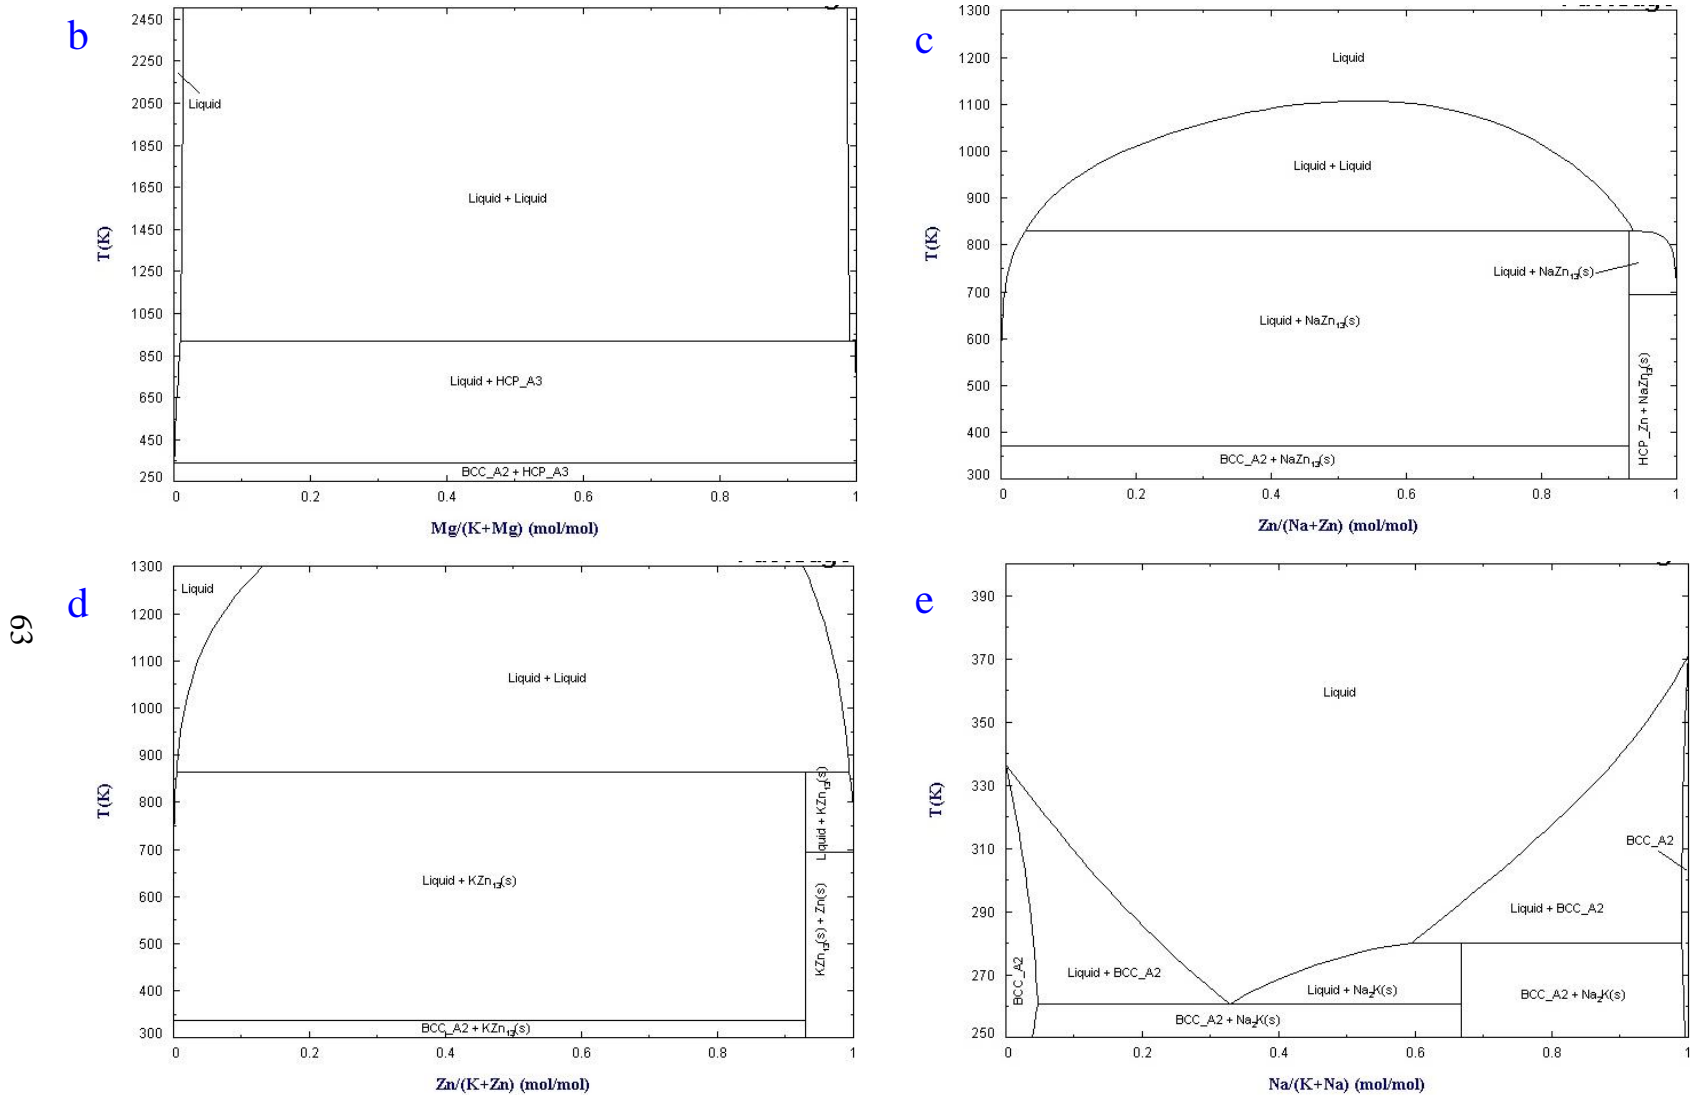 b
2450
2250
2050
1850
1650
1450
1250
1050
850
650
450
250
T(K)
Liquid
Liquid + Liquid
Liquid + HCP_A3
BCC_A2 + HCP_A3
0 0.2 0.4 0.6 0.8 1
Mg/(K+Mg) (mol/mol)
c
1300
1200
1100
1000
900
800
700
600
500
400
300
T(K)
Liquid
Liquid + Liquid
Liquid + NaZn13(s)
Liquid + NaZn13(s)
HCP_Zn + NaZn13(s)
BCC_A2 + NaZn13(s)
0 0.2 0.4 0.6 0.8 1
Zn/(Na+Zn) (mol/mol)
63
d
1300
1200
1100
1000
900
800
700
600
500
400
300
T(K)
Liquid
Liquid + Liquid
Liquid + KZn13(s)
Liquid + KZn13(s)
KZn13(s) + Zn(s)
BCC_A2 + KZn13(s)
0 0.2 0.4 0.6 0.8 1
Zn/(K+Zn) (mol/mol)
e
390
370
350
330
310
290
270
250
T(K)
Liquid
BCC_A2
Liquid + BCC_A2
BCC_A2
Liquid + BCC_A2
Liquid + Na2K(s)
BCC_A2 + Na2K(s)
BCC_A2 + Na2K(s)
0 0.2 0.4 0.6 0.8 1
Na/(K+Na) (mol/mol)